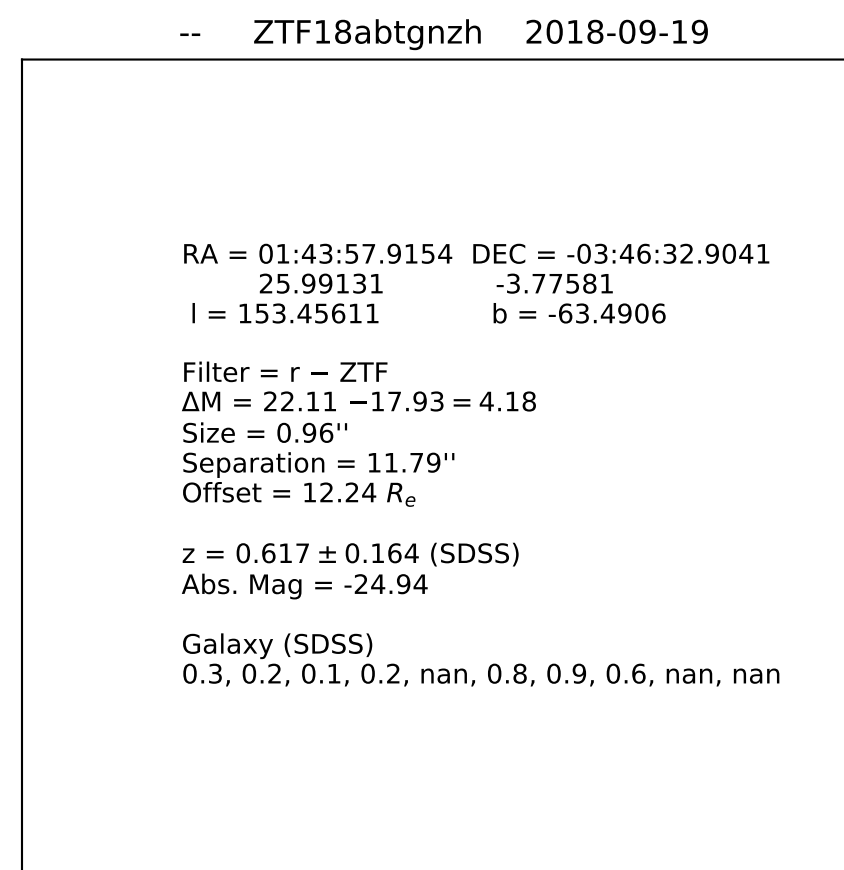 -- ZTF18abtgnzh 2018-09-19
RA = 01:43:57.9154 DEC = -03:46:32.9041
25.99131 -3.77581
l = 153.45611 b = -63.4906
Filter = r − ZTF
ΔM = 22.11 −17.93 = 4.18
Size = 0.96''
Separation = 11.79''
Offset = 12.24 Rₑ
z = 0.617 ± 0.164 (SDSS)
Abs. Mag = -24.94
Galaxy (SDSS)
0.3, 0.2, 0.1, 0.2, nan, 0.8, 0.9, 0.6, nan, nan